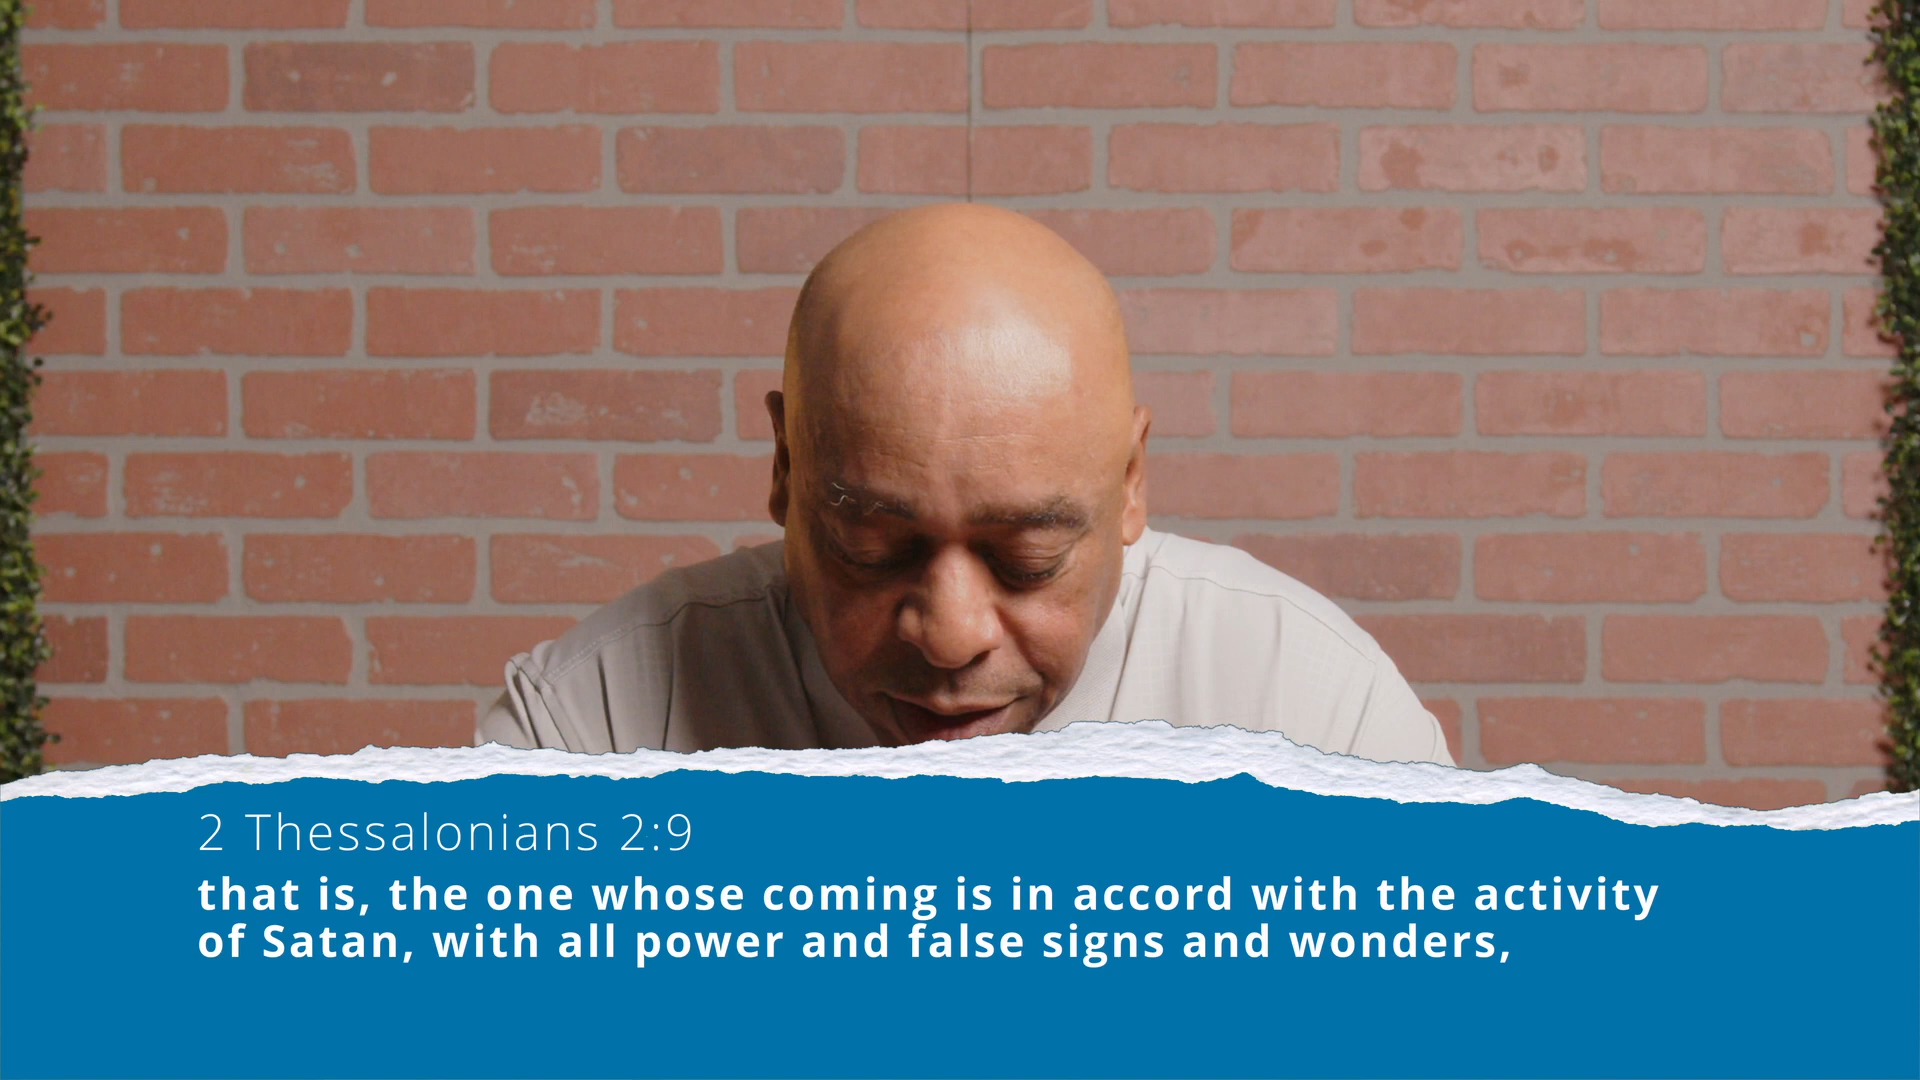 2 Thessalonians 2:9
that is, the one whose coming is in accord with the activity
of Satan, with all power and false signs and wonders,